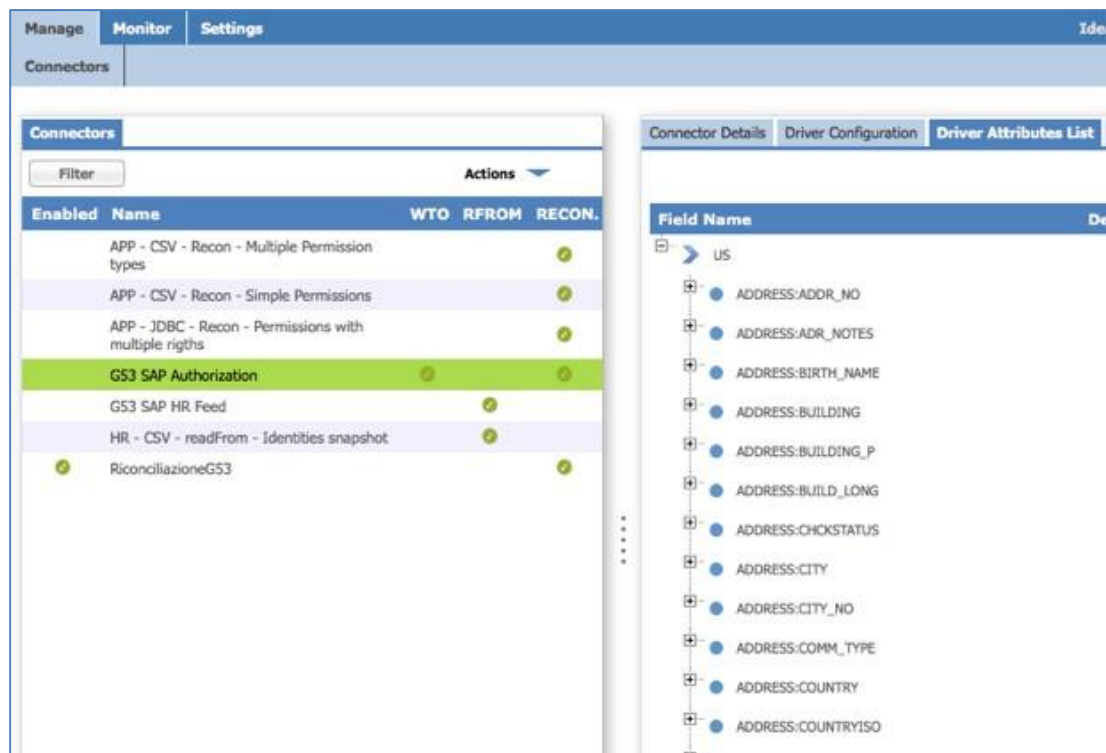 Manage Monitor Settings Ide
Connectors
Connectors
Filter Actions
Enabled Name WTO RFROM RECON.
APP - CSV - Recon - Multiple Permission
types
APP - CSV - Recon - Simple Permissions
APP - JDBC - Recon - Permissions with
multiple rigths
G53 SAP Authorization
G53 SAP HR Feed
HR - CSV - readFrom - Identities snapshot
RiconciliazioneG53
Connector Details Driver Configuration Driver Attributes List
Field Name De
US
ADDRESS:ADDR_NO
ADDRESS:ADR_NOTES
ADDRESS:BIRTH_NAME
ADDRESS:BUILDING
ADDRESS:BUILDING_P
ADDRESS:BUILD_LONG
ADDRESS:CHCKSTATUS
ADDRESS:CITY
ADDRESS:CITY_NO
ADDRESS:COMM_TYPE
ADDRESS:COUNTRY
ADDRESS:COUNTRYISO